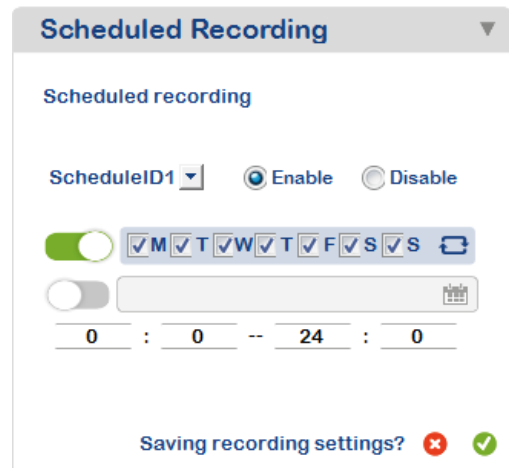 Scheduled Recording
Scheduled recording
ScheduleID1 Enable Disable
M T W T F S S
0 : 0 -- 24 : 0
Saving recording settings?